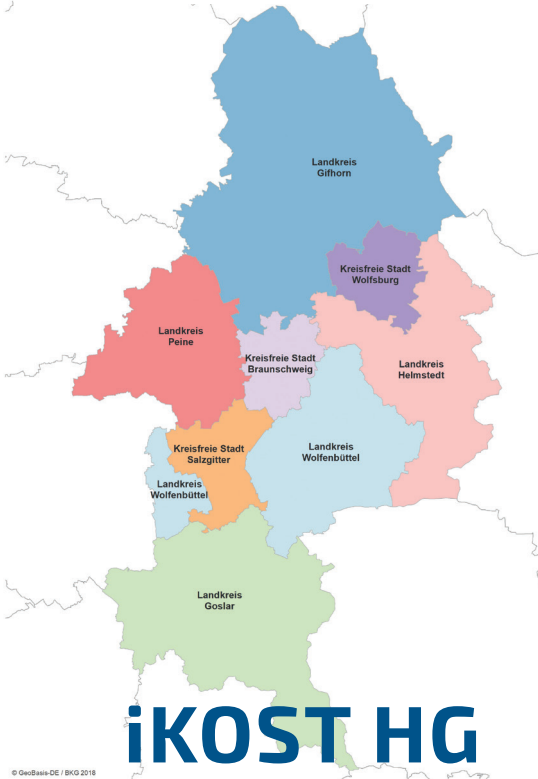 Landkreis
Gifhorn
Kreisfreie Stadt
Wolfsburg
Landkreis
Peine
Kreisfreie Stadt
Braunschweig
Landkreis
Helmstedt
Kreisfreie Stadt
Salzgitter
Landkreis
Wolfenbüttel
Landkreis
Wolfenbüttel
Landkreis
Goslar
iKOST HG
© GeoBasis-DE / BKG 2018